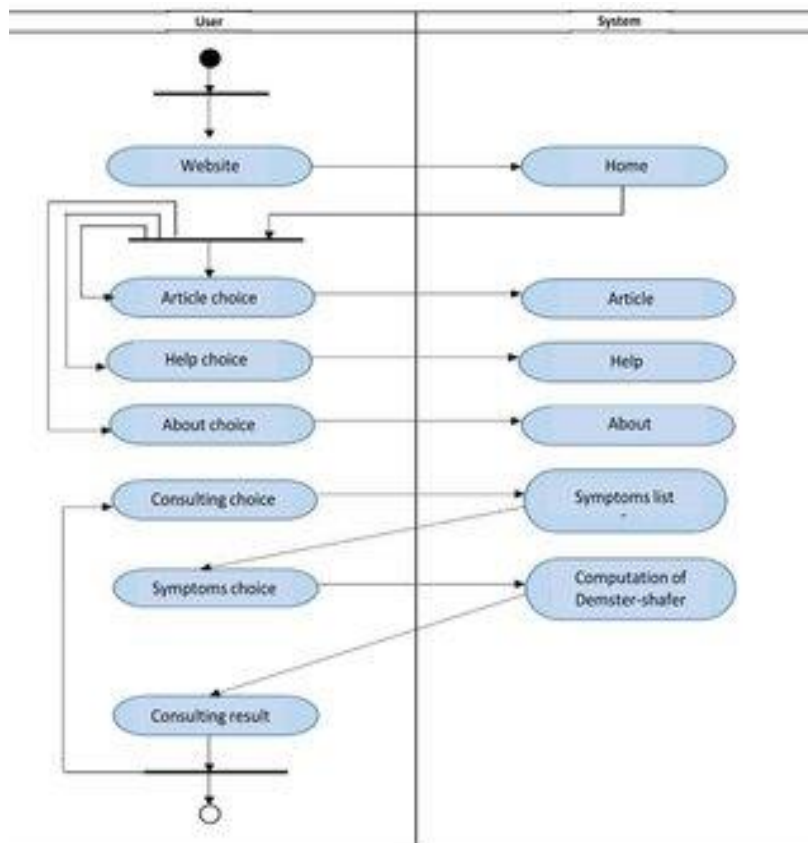 User
System
Website
Home
Article choice
Article
Help choice
Help
About choice
About
Consulting choice
Symptoms list
Symptoms choice
Computation of
Demster-shafer
Consulting result